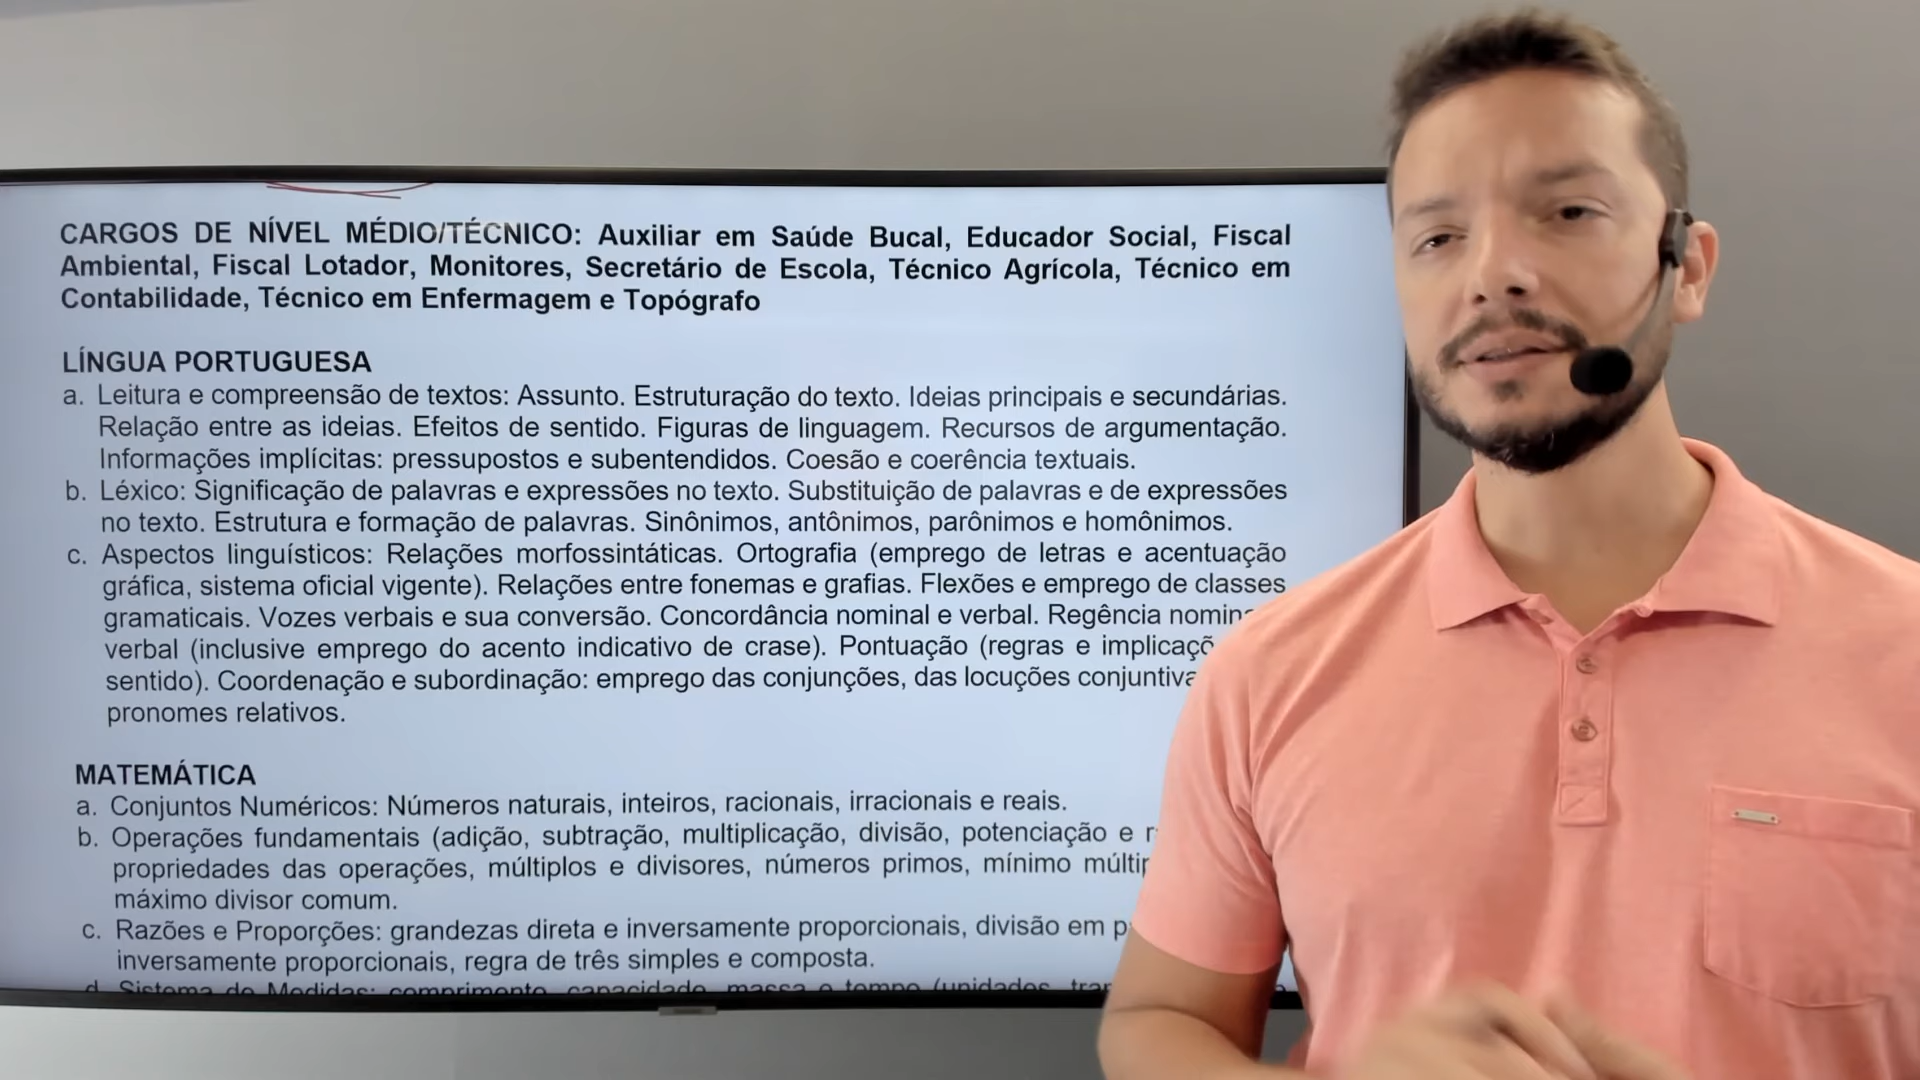 CARGOS DE NÍVEL MÉDIO/TÉCNICO: Auxiliar em Saúde Bucal, Educador Social, Fiscal
Ambiental, Fiscal Lotador, Monitores, Secretário de Escola, Técnico Agrícola, Técnico em
Contabilidade, Técnico em Enfermagem e Topógrafo
LÍNGUA PORTUGUESA
a. Leitura e compreensão de textos: Assunto. Estruturação do texto. Ideias principais e secundárias.
Relação entre as ideias. Efeitos de sentido. Figuras de linguagem. Recursos de argumentação.
Informações implícitas: pressupostos e subentendidos. Coesão e coerência textuais.
b. Léxico: Significação de palavras e expressões no texto. Substituição de palavras e de expressões
no texto. Estrutura e formação de palavras. Sinônimos, antônimos, parônimos e homônimos.
c. Aspectos linguísticos: Relações morfossintáticas. Ortografia (emprego de letras e acentuação
gráfica, sistema oficial vigente). Relações entre fonemas e grafias. Flexões e emprego de classes
gramaticais. Vozes verbais e sua conversão. Concordância nominal e verbal. Regência
verbal (inclusive emprego do acento indicativo de crase). Pontuação (regras e
sentido). Coordenação e subordinação: emprego das conjunções, das locuções
pronomes relativos.
MATEMÁTICA
a. Conjuntos Numéricos: Números naturais, inteiros, racionais, irracionais e reais.
b. Operações fundamentais (adição, subtração, multiplicação, divisão, potenciação e
propriedades das operações, múltiplos e divisores, números primos, mínimo
máximo divisor comum.
c. Razões e Proporções: grandezas direta e inversamente proporcionais, divisão em
inversamente proporcionais, regra de três simples e composta.
d. Sistema de Medidas: comprimento, capacidade, massa e tempo (unidades,